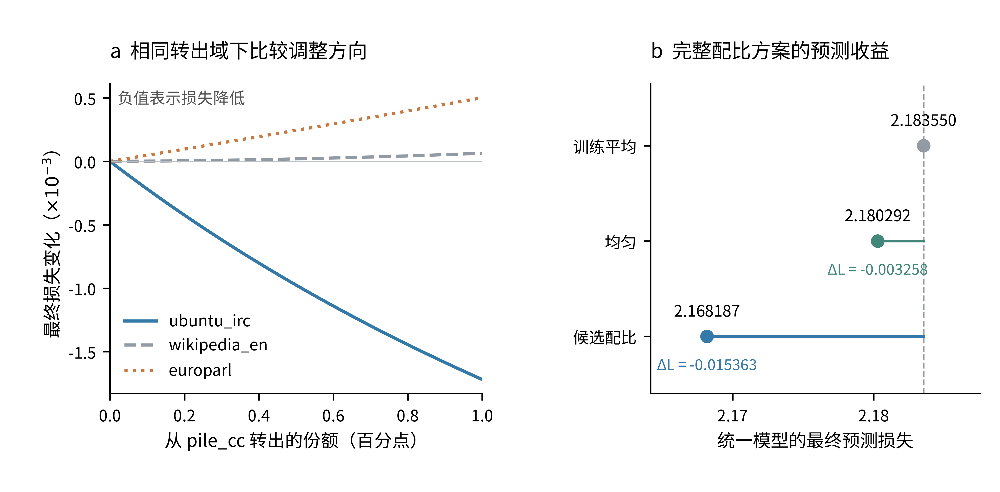 a 相同转出域下比较调整方向
负值表示损失降低
0.5
0.0
-0.5
-1.0
-1.5
最终损失变化（×10⁻³）
ubuntu_irc
wikipedia_en
europarl
0.0 0.2 0.4 0.6 0.8 1.0
从 pile_cc 转出的份额（百分点）
b 完整配比方案的预测收益
2.183550
训练平均
2.180292
均匀
ΔL = -0.003258
2.168187
候选配比
ΔL = -0.015363
2.17 2.18
统一模型的最终预测损失